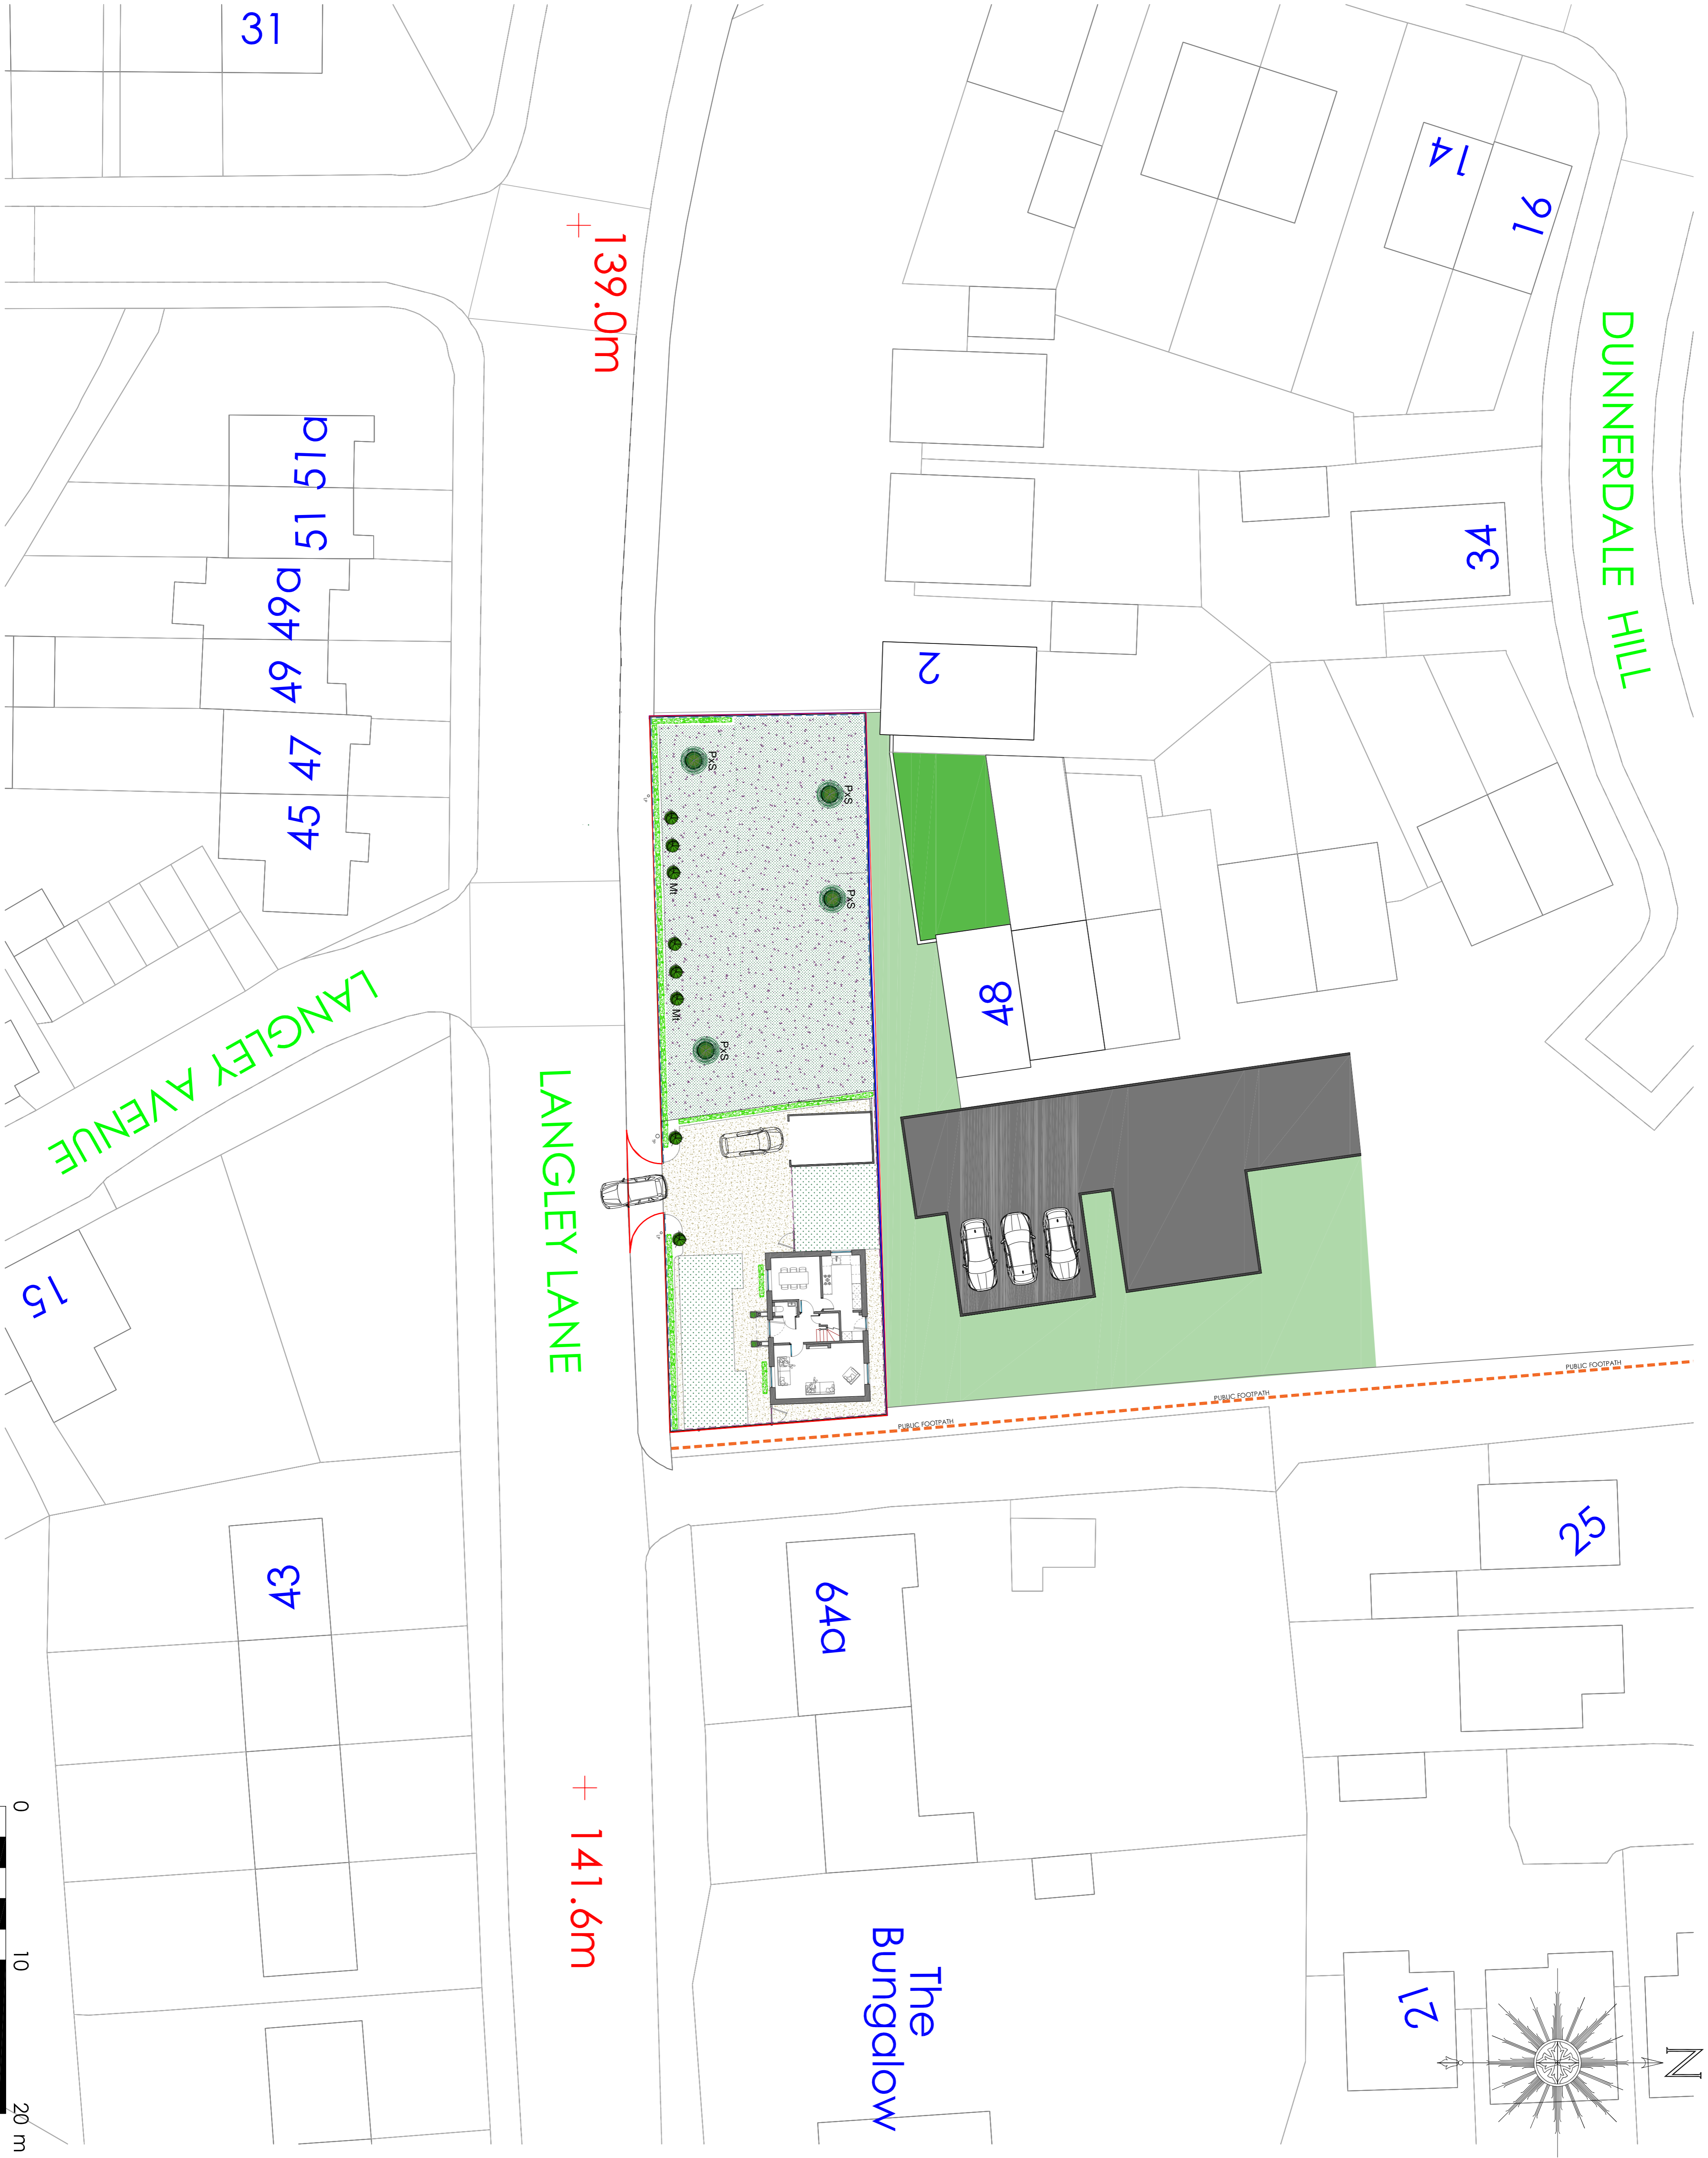 31
139.0m
14
16
DUNNERDALE HILL
51a
51
49a
49
47
45
34
2
PxS
PxS
PxS
PxS
Mt
Mt
48
LANGLEY AVENUE
LANGLEY LANE
15
PUBLIC FOOTPATH
PUBLIC FOOTPATH
PUBLIC FOOTPATH
43
64a
25
141.6m
The
Bungalow
21
N
0
10
20 m